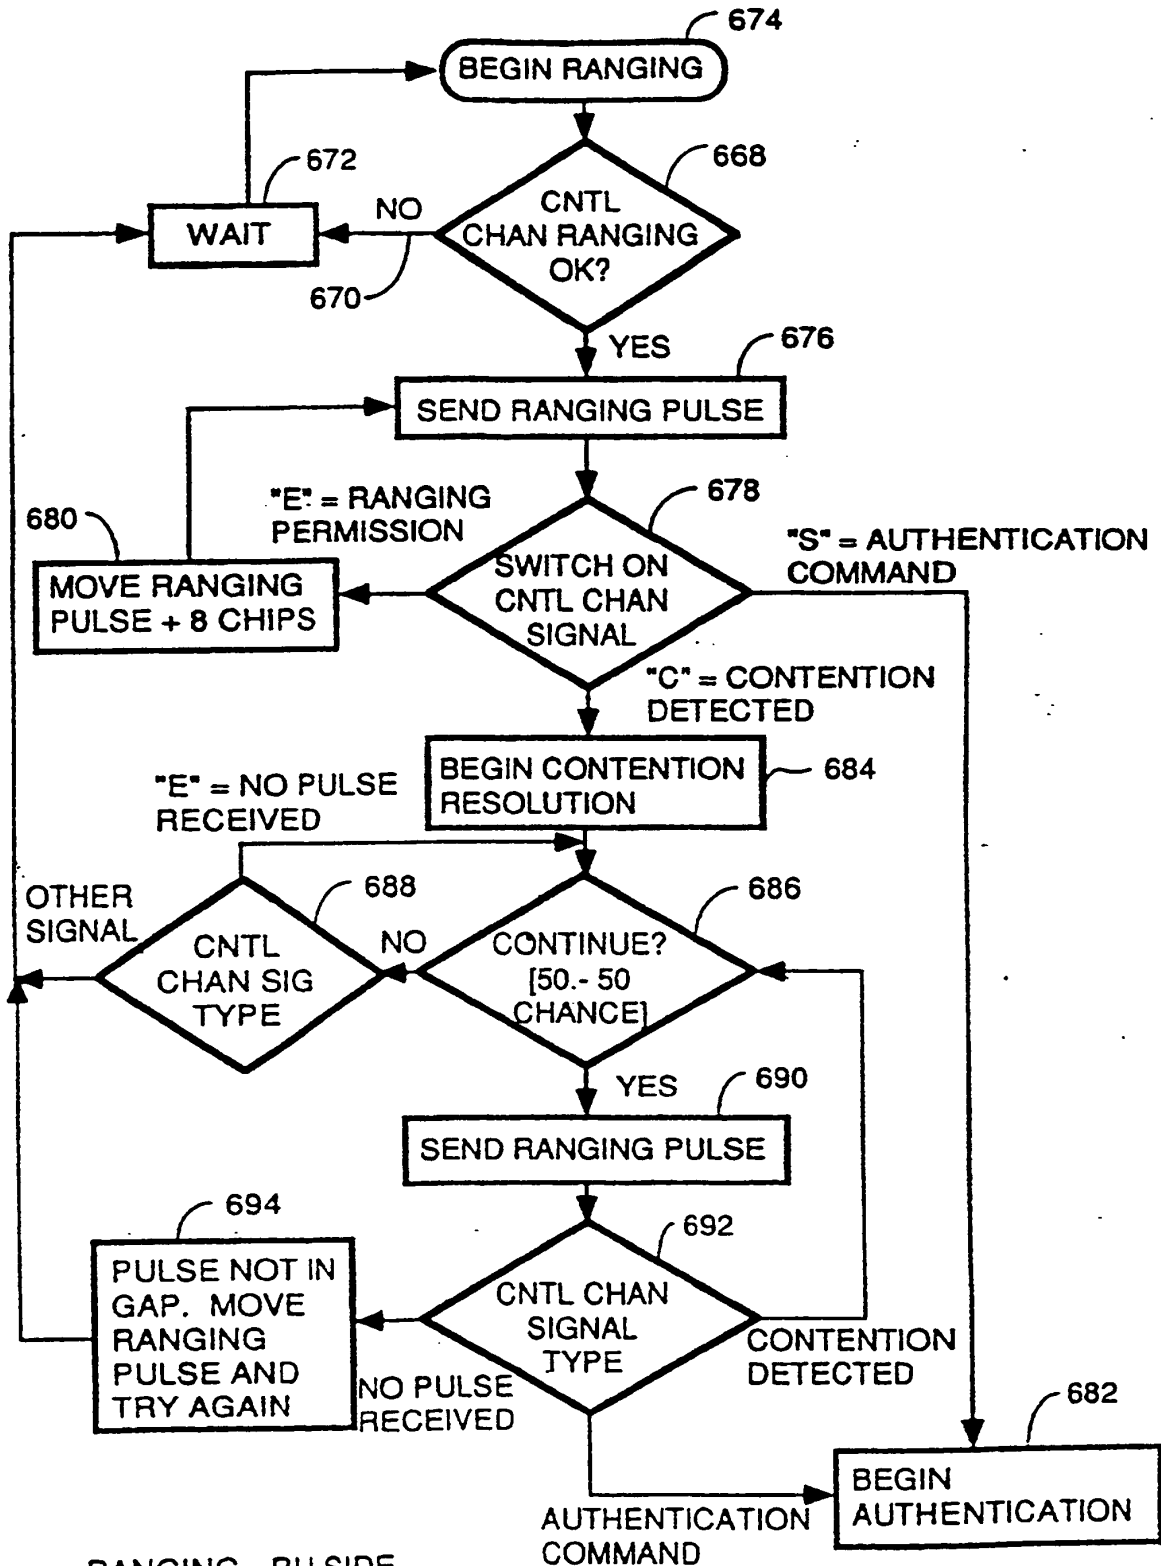 674
BEGIN RANGING
668
672
CNTL
CHAN RANGING
OK?
NO
WAIT
670
YES
676
SEND RANGING PULSE
678
"E" = RANGING
PERMISSION
680
"S" = AUTHENTICATION
COMMAND
MOVE RANGING
PULSE + 8 CHIPS
SWITCH ON
CNTL CHAN
SIGNAL
"C" = CONTENTION
DETECTED
BEGIN CONTENTION
RESOLUTION
684
"E" = NO PULSE
RECEIVED
688
686
OTHER
SIGNAL
CNTL
CHAN SIG
TYPE
NO
CONTINUE?
[50.- 50
CHANCE]
YES
690
SEND RANGING PULSE
694
692
PULSE NOT IN
GAP. MOVE
RANGING
PULSE AND
TRY AGAIN
CNTL CHAN
SIGNAL
TYPE
CONTENTION
DETECTED
NO PULSE
RECEIVED
682
BEGIN
AUTHENTICATION
AUTHENTICATION
COMMAND
RANGING
SIDE